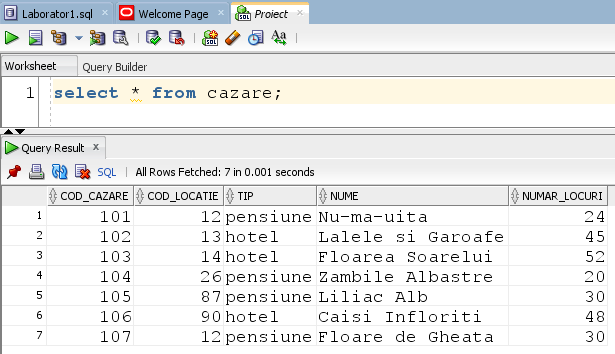 Laborator1.sql Welcome Page Proiect
Worksheet Query Builder
1 select * from cazare;
Query Result
SQL | All Rows Fetched: 7 in 0.001 seconds
COD_CAZARE COD_LOCATIE TIP NUME NUMAR_LOCURI
1 101 12 pensiune Nu-ma-uita 24
2 102 13 hotel Lalele si Garoafe 45
3 103 14 hotel Floarea Soarelui 52
4 104 26 pensiune Zambile Albastre 20
5 105 87 pensiune Liliac Alb 30
6 106 90 hotel Caisi Infloriti 48
7 107 12 pensiune Floare de Gheata 30